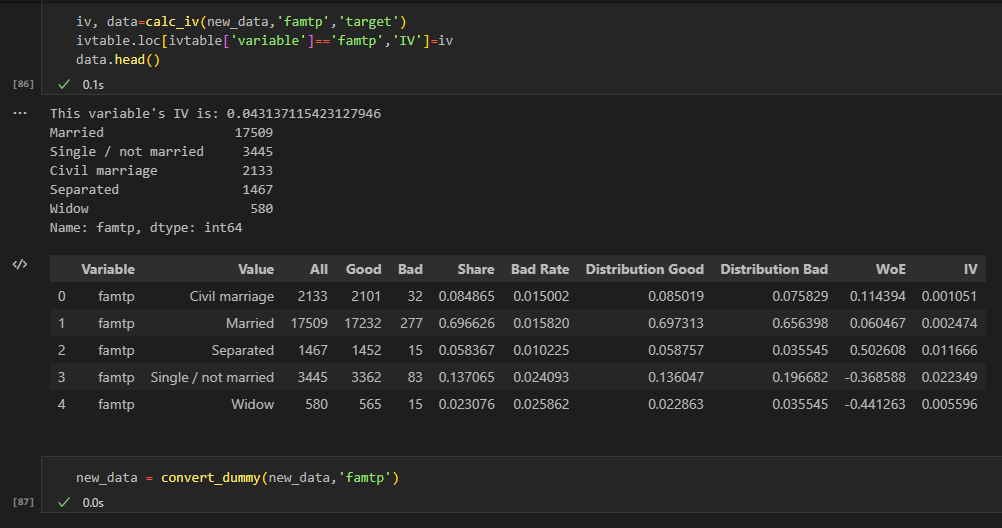 iv, data=calc_iv(new_data,'famtp','target')
ivtable.loc[ivtable['variable']=='famtp','IV']=iv
data.head()
[86] ✓ 0.1s
... This variable's IV is: 0.043137115423127946
Married 17509
Single / not married 3445
Civil marriage 2133
Separated 1467
Widow 580
Name: famtp, dtype: int64
</> Variable Value All Good Bad Share Bad Rate Distribution Good Distribution Bad WoE IV
0 famtp Civil marriage 2133 2101 32 0.084865 0.015002 0.085019 0.075829 0.114394 0.001051
1 famtp Married 17509 17232 277 0.696626 0.015820 0.697313 0.656398 0.060467 0.002474
2 famtp Separated 1467 1452 15 0.058367 0.010225 0.058757 0.035545 0.502608 0.011666
3 famtp Single / not married 3445 3362 83 0.137065 0.024093 0.136047 0.196682 -0.368588 0.022349
4 famtp Widow 580 565 15 0.023076 0.025862 0.022863 0.035545 -0.441263 0.005596
new_data = convert_dummy(new_data,'famtp')
[87] ✓ 0.0s